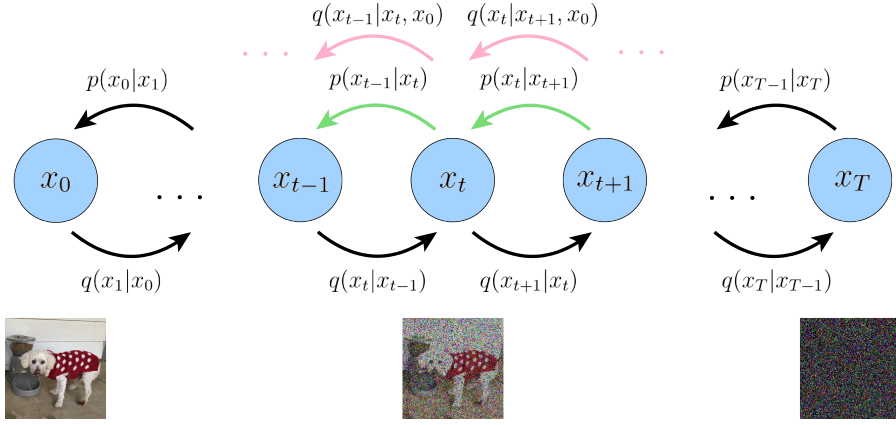 q(x_{t−1}|x_t, x_0) q(x_t|x_{t+1}, x_0)
. . . . . .
p(x_0|x_1) p(x_{t−1}|x_t) p(x_t|x_{t+1}) p(x_{T−1}|x_T)
x_0 . . . x_{t−1} x_t x_{t+1} . . . x_T
q(x_1|x_0) q(x_t|x_{t−1}) q(x_{t+1}|x_t) q(x_T|x_{T−1})